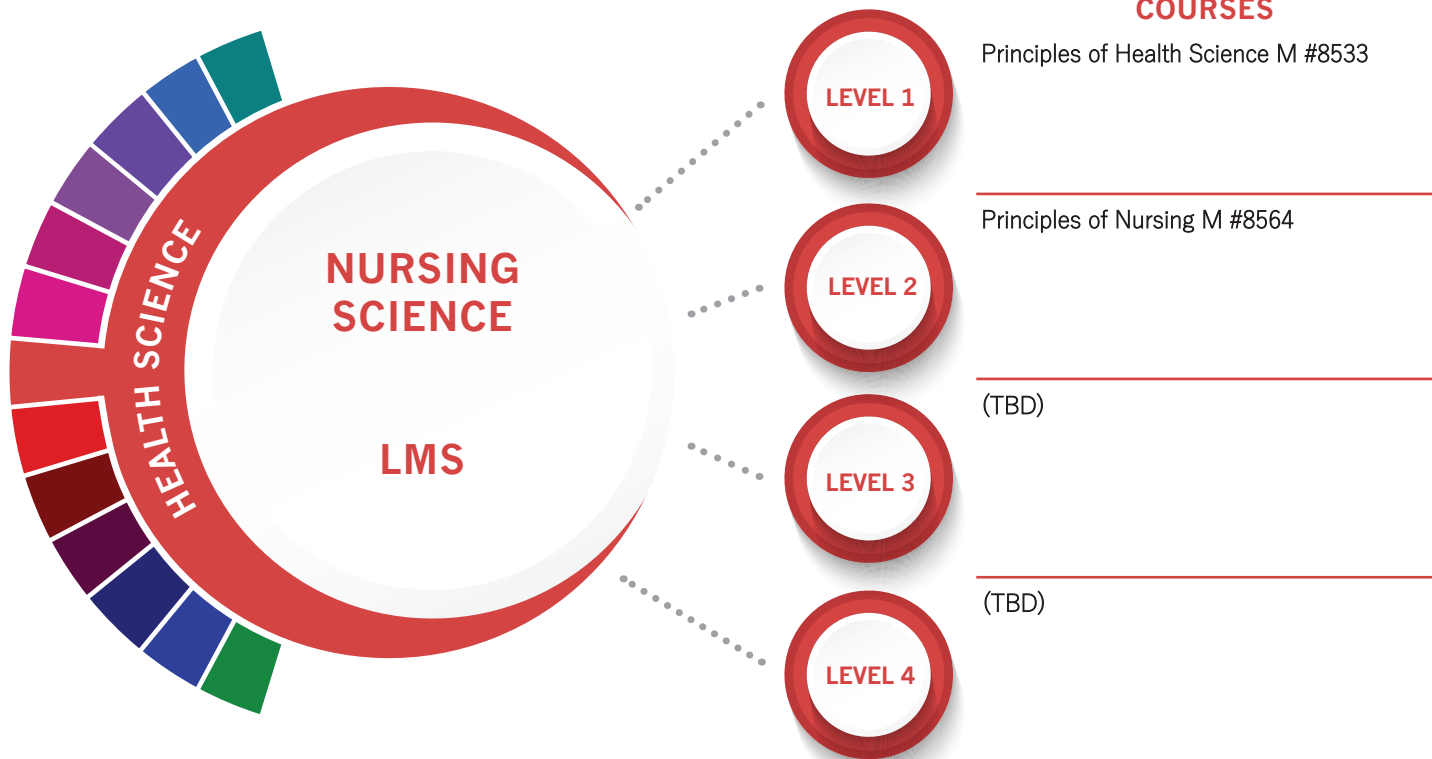 HEALTH SCIENCE
NURSING
SCIENCE
LMS
COURSES
LEVEL 1
Principles of Health Science M #8533
LEVEL 2
Principles of Nursing M #8564
LEVEL 3
(TBD)
LEVEL 4
(TBD)